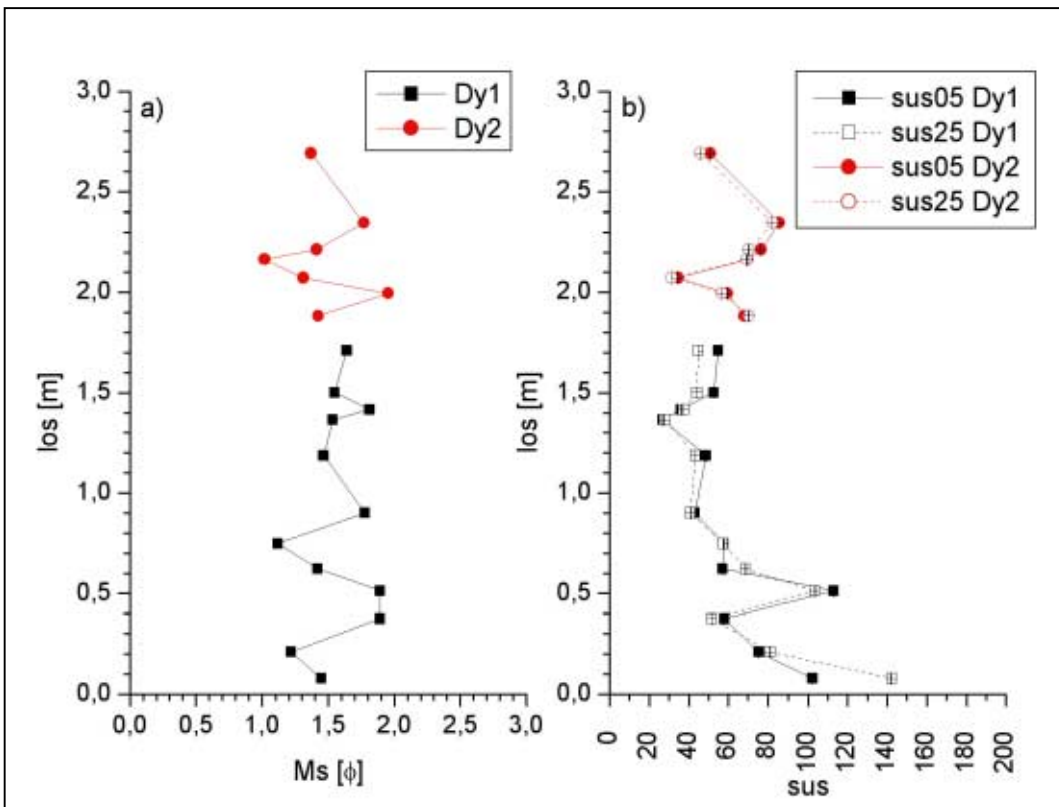 a)
Dy1
Dy2
3,0
2,5
2,0
1,5
1,0
0,5
0,0
los [m]
0,0 0,5 1,0 1,5 2,0 2,5 3,0
Ms [ϕ]
b)
sus05 Dy1
sus25 Dy1
sus05 Dy2
sus25 Dy2
3,0
2,5
2,0
1,5
1,0
0,5
0,0
los [m]
0 20 40 60 80 100 120 140 160 180 200
sus